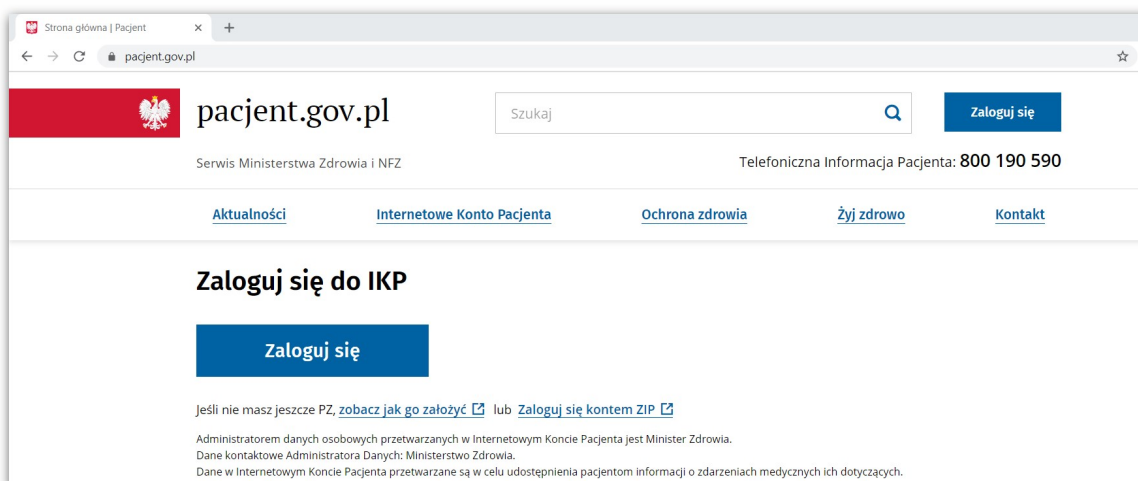 Strona główna | Pacjent
pacjent.gov.pl
pacjent.gov.pl
Szukaj
Zaloguj się
Serwis Ministerstwa Zdrowia i NFZ
Telefoniczna Informacja Pacjenta: 800 190 590
Aktualności Internetowe Konto Pacjenta Ochrona zdrowia Żyj zdrowo Kontakt
Zaloguj się do IKP
Zaloguj się
Jeśli nie masz jeszcze PZ, zobacz jak go założyć lub Zaloguj się kontem ZIP
Administratorem danych osobowych przetwarzanych w Internetowym Koncie Pacjenta jest Minister Zdrowia.
Dane kontaktowe Administratora Danych: Ministerstwo Zdrowia.
Dane w Internetowym Koncie Pacjenta przetwarzane są w celu udostępnienia pacjentom informacji o zdarzeniach medycznych ich dotyczących.